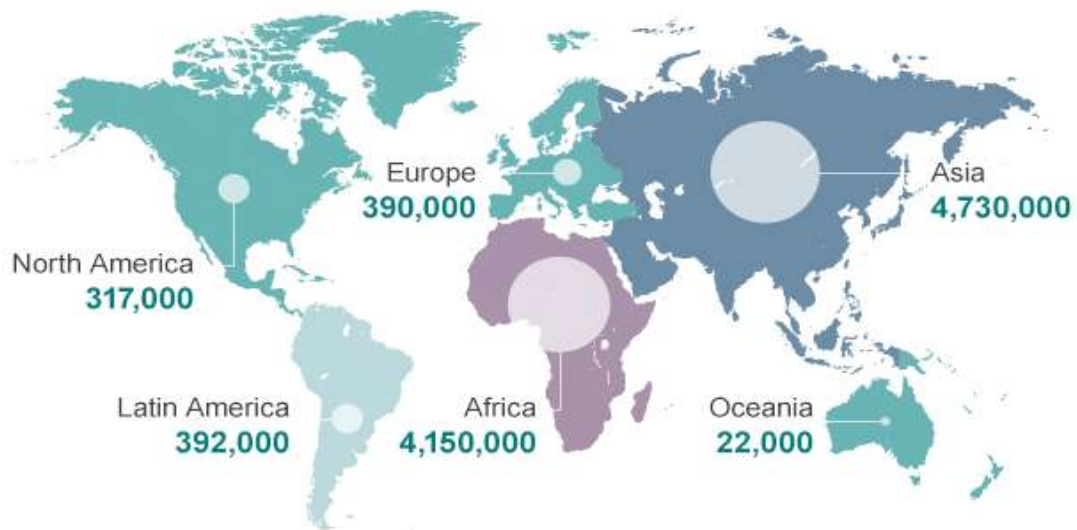 Europe
390,000
Asia
4,730,000
North America
317,000
Latin America
392,000
Africa
4,150,000
Oceania
22,000